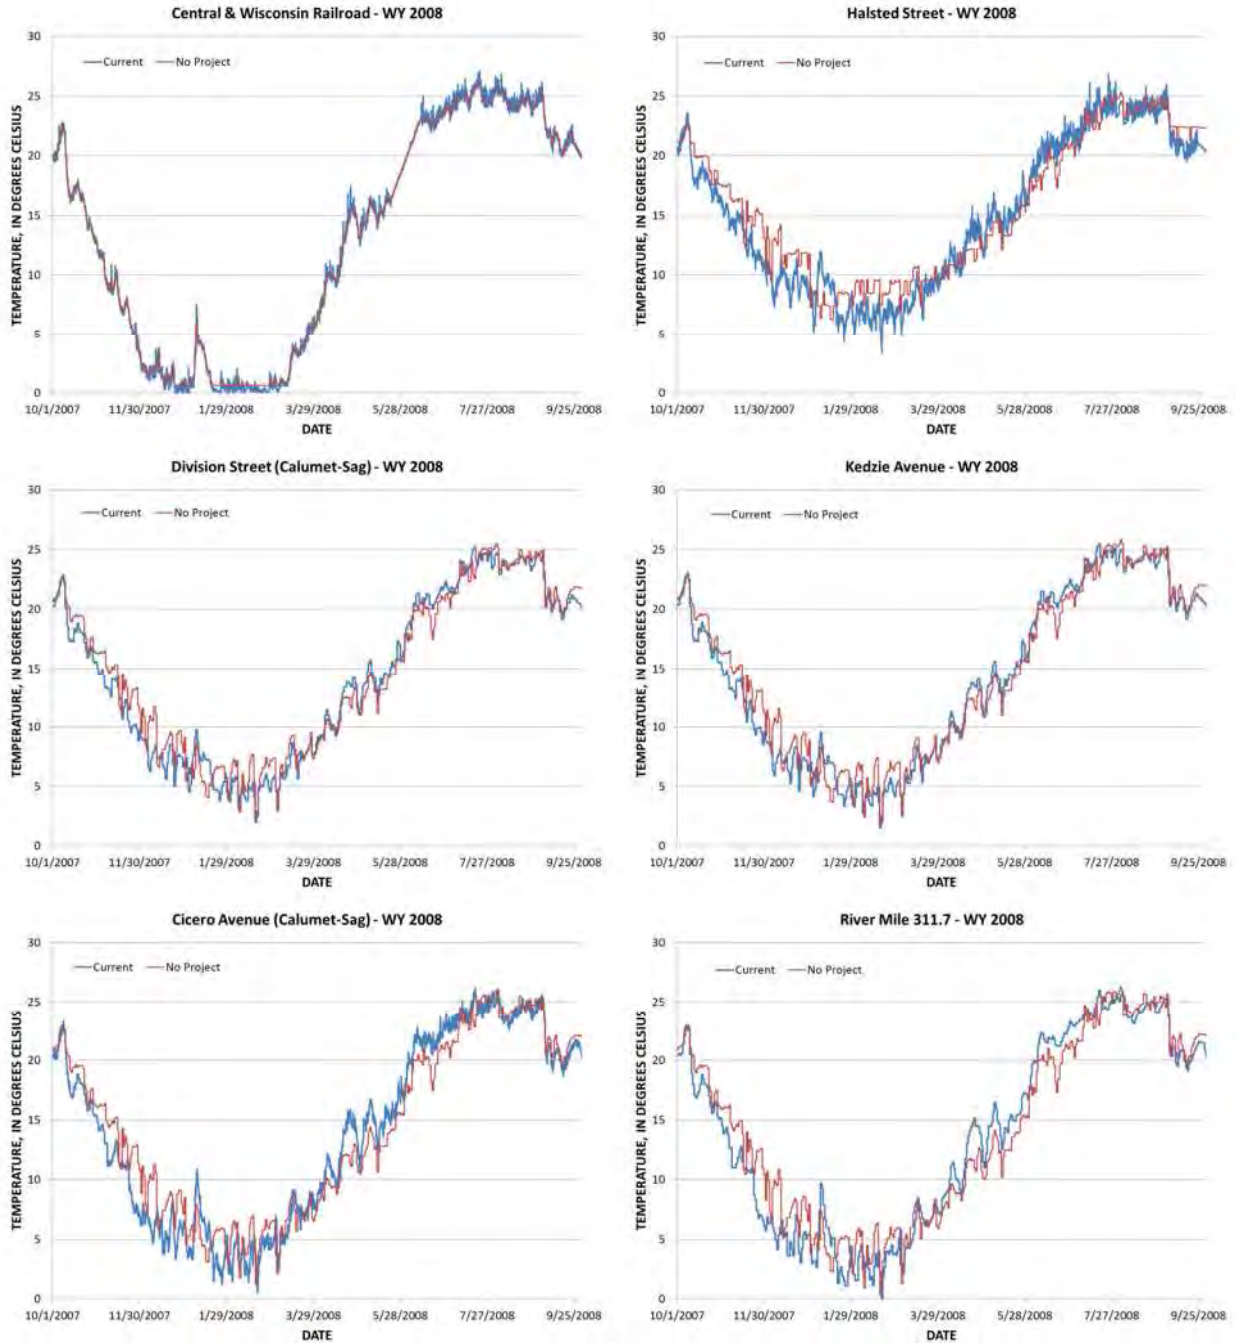 Central & Wisconsin Railroad - WY 2008
Current No Project
TEMPERATURE, IN DEGREES CELSIUS
30
25
20
15
10
5
0
10/1/2007 11/30/2007 1/29/2008 3/29/2008 5/28/2008 7/27/2008 9/25/2008
DATE
Halsted Street - WY 2008
Current No Project
TEMPERATURE, IN DEGREES CELSIUS
30
25
20
15
10
5
0
10/1/2007 11/30/2007 1/29/2008 3/29/2008 5/28/2008 7/27/2008 9/25/2008
DATE
Division Street (Calumet-Sag) - WY 2008
Current No Project
TEMPERATURE, IN DEGREES CELSIUS
30
25
20
15
10
5
0
10/1/2007 11/30/2007 1/29/2008 3/29/2008 5/28/2008 7/27/2008 9/25/2008
DATE
Kedzie Avenue - WY 2008
Current No Project
TEMPERATURE, IN DEGREES CELSIUS
30
25
20
15
10
5
0
10/1/2007 11/30/2007 1/29/2008 3/29/2008 5/28/2008 7/27/2008 9/25/2008
DATE
Cicero Avenue (Calumet-Sag) - WY 2008
Current No Project
TEMPERATURE, IN DEGREES CELSIUS
30
25
20
15
10
5
0
10/1/2007 11/30/2007 1/29/2008 3/29/2008 5/28/2008 7/27/2008 9/25/2008
DATE
River Mile 311.7 - WY 2008
Current No Project
TEMPERATURE, IN DEGREES CELSIUS
30
25
20
15
10
5
0
10/1/2007 11/30/2007 1/29/2008 3/29/2008 5/28/2008 7/27/2008 9/25/2008
DATE